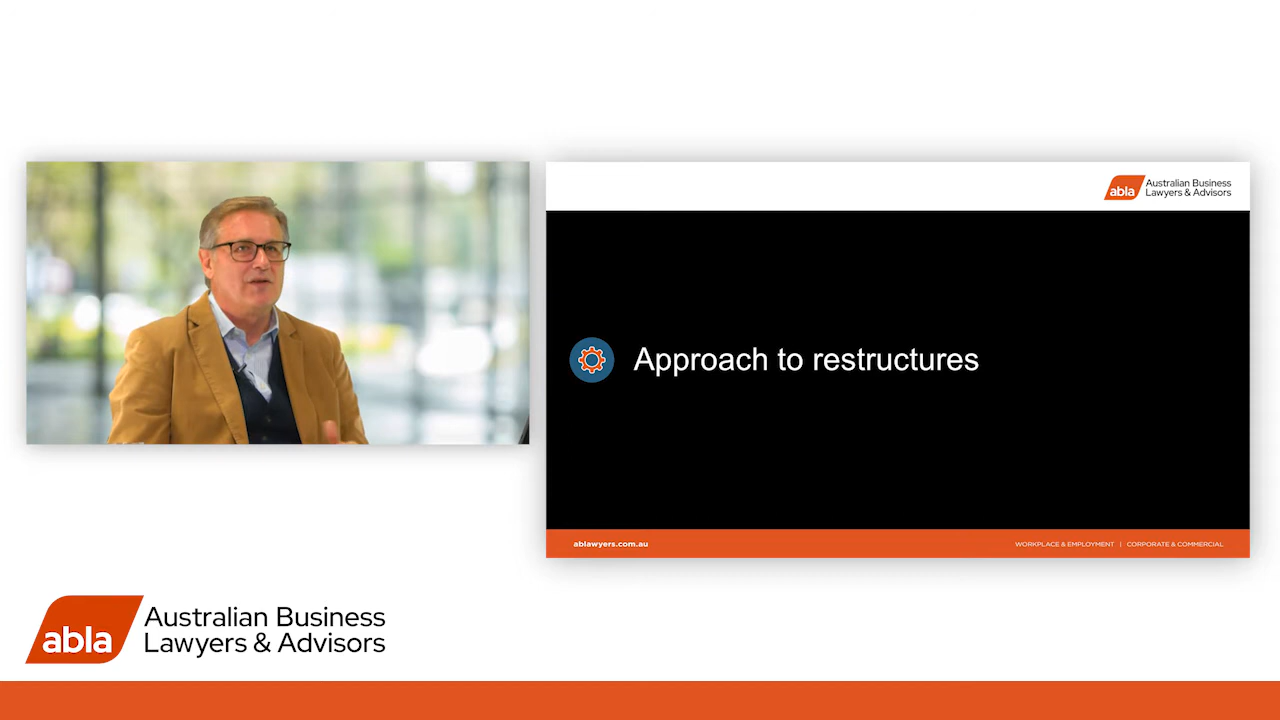 abla
Australian Business
Lawyers & Advisors
Approach to restructures
ablawyers.com.au
WORKPLACE & EMPLOYMENT | CORPORATE & COMMERCIAL
abla
Australian Business
Lawyers & Advisors